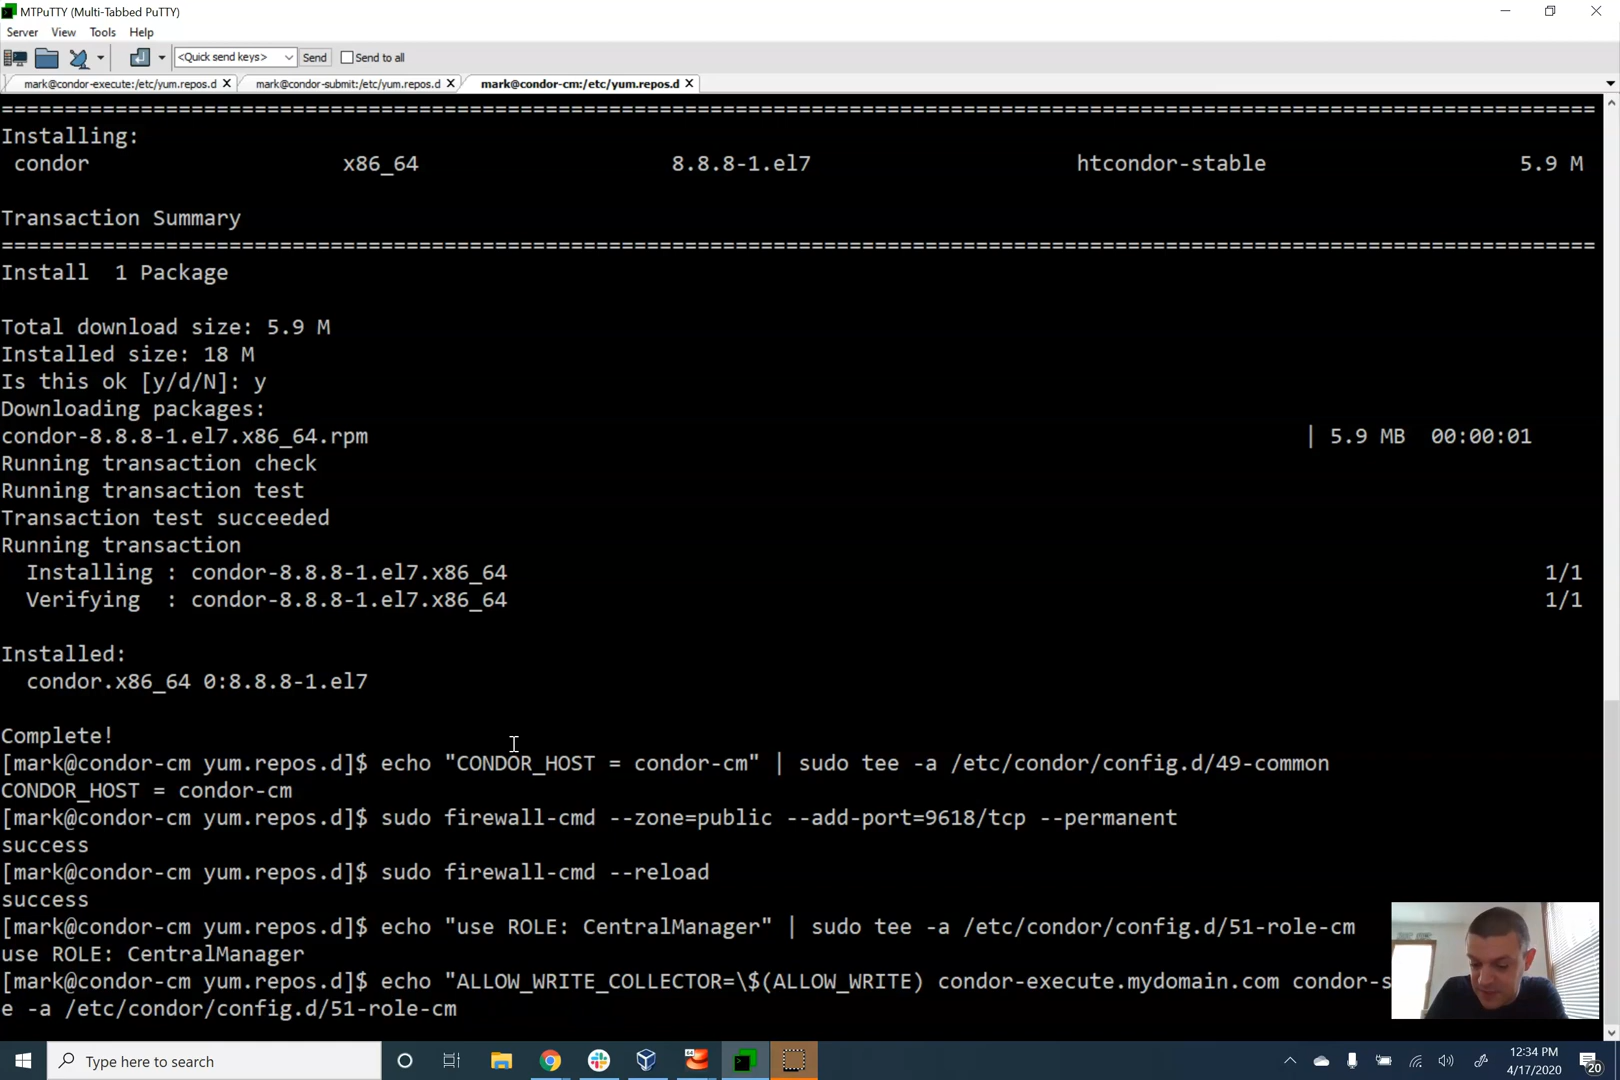 MTPuTTY (Multi-Tabbed PuTTY)
Server View Tools Help
<Quick send keys> Send Send to all
mark@condor-execute:/etc/yum.repos.d mark@condor-submit:/etc/yum.repos.d mark@condor-cm:/etc/yum.repos.d
==============================================================================================================================
Installing:
condor x86_64 8.8.8-1.el7 htcondor-stable 5.9 M
Transaction Summary
==============================================================================================================================
Install 1 Package
Total download size: 5.9 M
Installed size: 18 M
Is this ok [y/d/N]: y
Downloading packages:
condor-8.8.8-1.el7.x86_64.rpm | 5.9 MB 00:00:01
Running transaction check
Running transaction test
Transaction test succeeded
Running transaction
Installing : condor-8.8.8-1.el7.x86_64 1/1
Verifying : condor-8.8.8-1.el7.x86_64 1/1
Installed:
condor.x86_64 0:8.8.8-1.el7
Complete!
[mark@condor-cm yum.repos.d]$ echo "CONDOR_HOST = condor-cm" | sudo tee -a /etc/condor/config.d/49-common
CONDOR_HOST = condor-cm
[mark@condor-cm yum.repos.d]$ sudo firewall-cmd --zone=public --add-port=9618/tcp --permanent
success
[mark@condor-cm yum.repos.d]$ sudo firewall-cmd --reload
success
[mark@condor-cm yum.repos.d]$ echo "use ROLE: CentralManager" | sudo tee -a /etc/condor/config.d/51-role-cm
use ROLE: CentralManager
[mark@condor-cm yum.repos.d]$ echo "ALLOW_WRITE_COLLECTOR=\$(ALLOW_WRITE) condor-execute.mydomain.com condor-s
e -a /etc/condor/config.d/51-role-cm
Type here to search
12:34 PM
4/17/2020
20